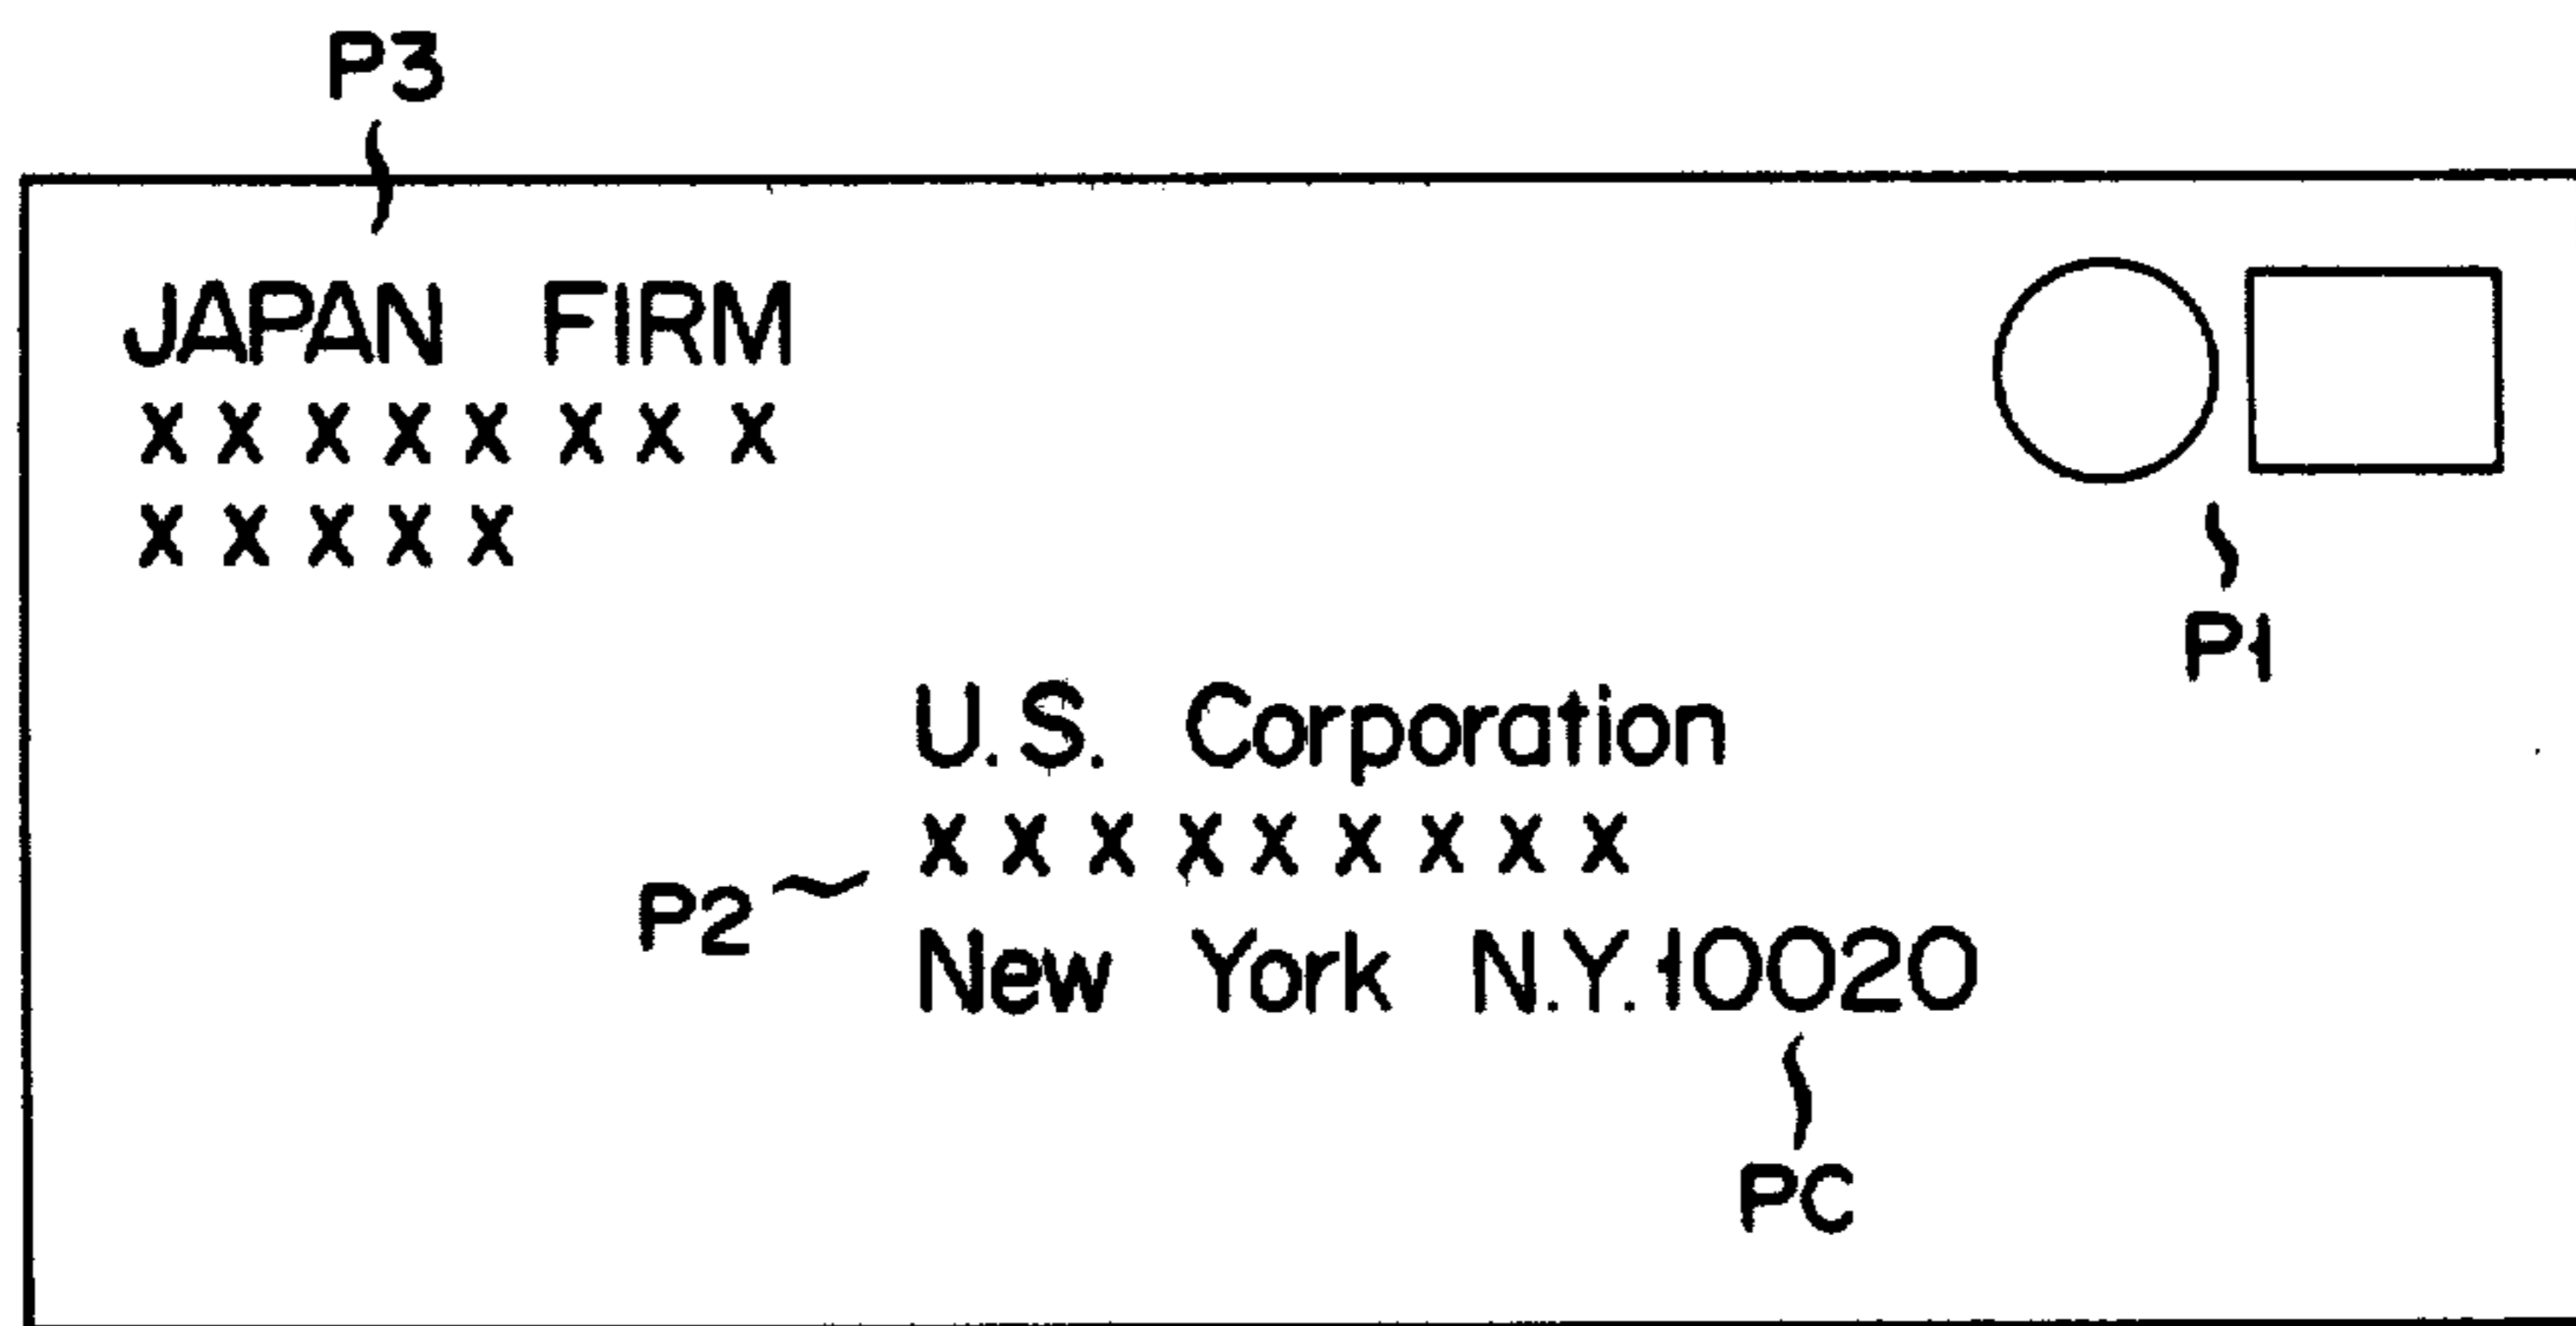 P3
JAPAN FIRM
x x x x x x x x
x x x x x
P1
U.S. Corporation
x x x x x x x x x
P2
New York N.Y.10020
PC